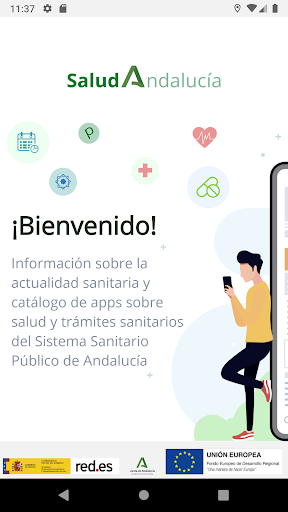 11:37
SaludAndalucía
P
¡Bienvenido!
Información sobre la
actualidad sanitaria y
catálogo de apps sobre
salud y trámites sanitarios
del Sistema Sanitario
Público de Andalucía
red.es
Junta de Andalucía
UNIÓN EUROPEA
Fondo Europeo de Desarrollo Regional
"Una manera de hacer Europa"